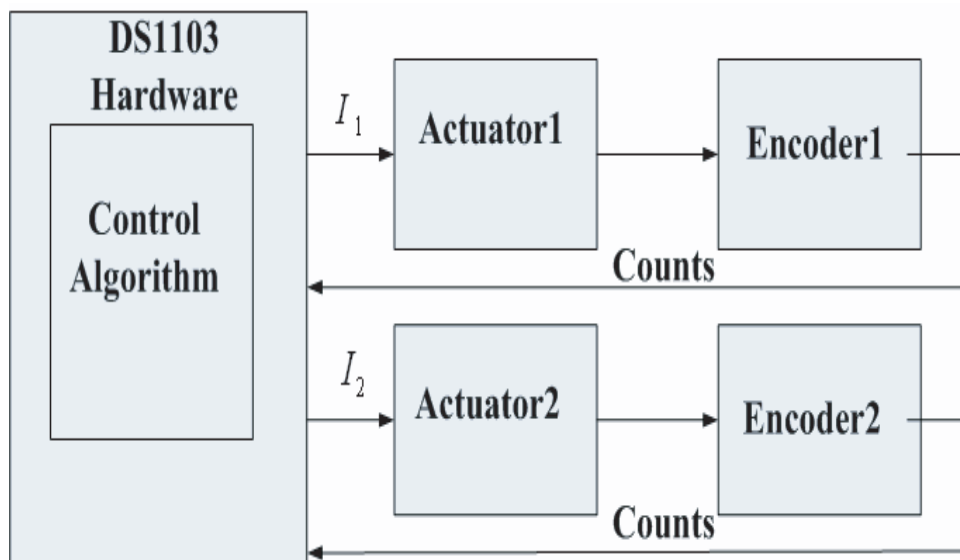 DS1103
Hardware
Control
Algorithm
I₁
Actuator1
Encoder1
Counts
I₂
Actuator2
Encoder2
Counts